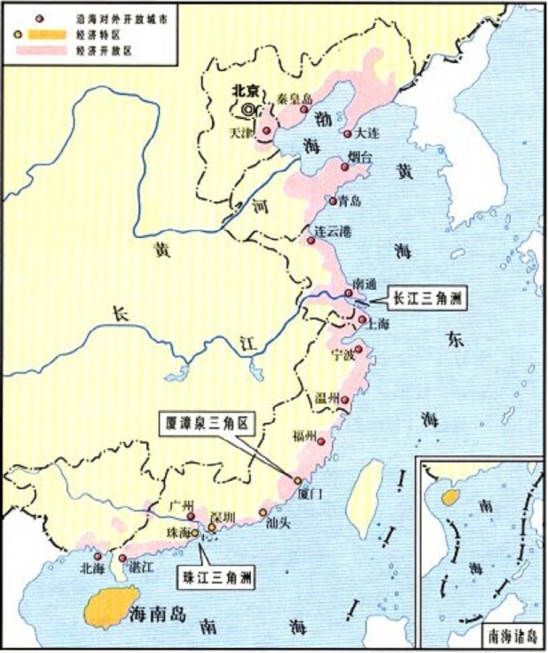 沿海对外开放城市
经济特区
经济开放区
北京
秦皇岛
天津
渤
海
大连
烟台
黄
河
青岛
黄
海
连云港
南通
长江三角洲
长
江
上海
东
宁波
温州
海
厦漳泉三角区
福州
厦门
广州
深圳
汕头
珠海
北海
湛江
珠江三角洲
海南岛
南
海
南
海
南海诸岛